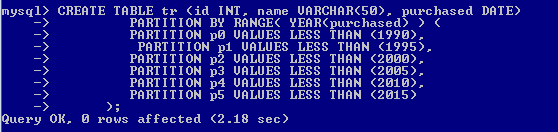 mysql> CREATE TABLE tr (id INT, name VARCHAR(50), purchased DATE)
    ->          PARTITION BY RANGE( YEAR(purchased) ) (
    ->             PARTITION p0 VALUES LESS THAN (1990),
    ->              PARTITION p1 VALUES LESS THAN (1995),
    ->             PARTITION p2 VALUES LESS THAN (2000),
    ->             PARTITION p3 VALUES LESS THAN (2005),
    ->             PARTITION p4 VALUES LESS THAN (2010),
    ->             PARTITION p5 VALUES LESS THAN (2015)
    ->          );
Query OK, 0 rows affected (2.18 sec)